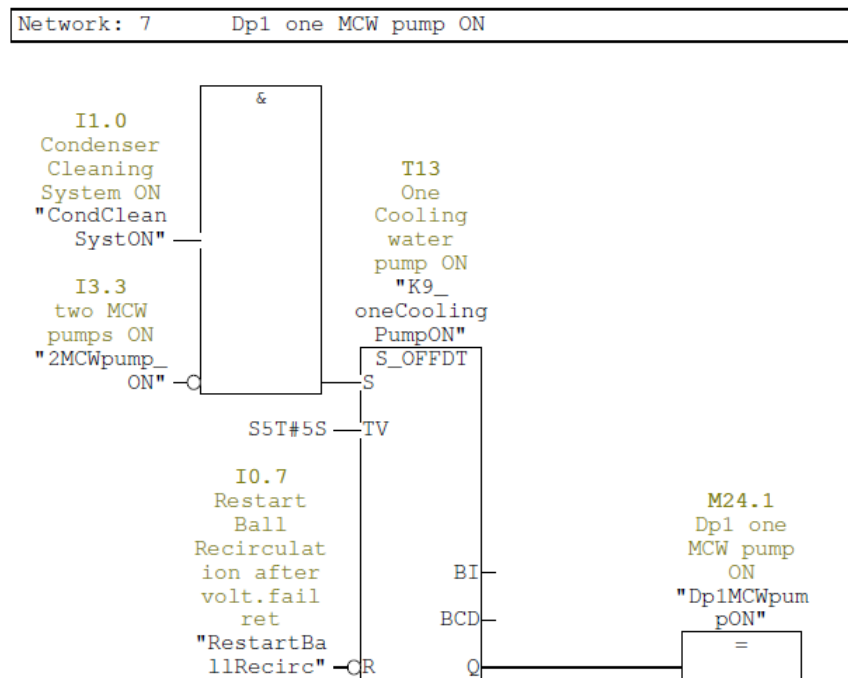 Network: 7 Dp1 one MCW pump ON
&
I1.0
Condenser
Cleaning
System ON
"CondClean
SystON"
I3.3
two MCW
pumps ON
"2MCWpump_
ON"
T13
One
Cooling
water
pump ON
"K9_
oneCooling
PumpON"
S_OFFDT
S
S5T#5S
TV
I0.7
Restart
Ball
Recirculat
ion after
volt.fail
ret
"RestartBa
llRecirc"
R
BI
BCD
Q
M24.1
Dp1 one
MCW pump
ON
"Dp1MCWpum
pON"
=